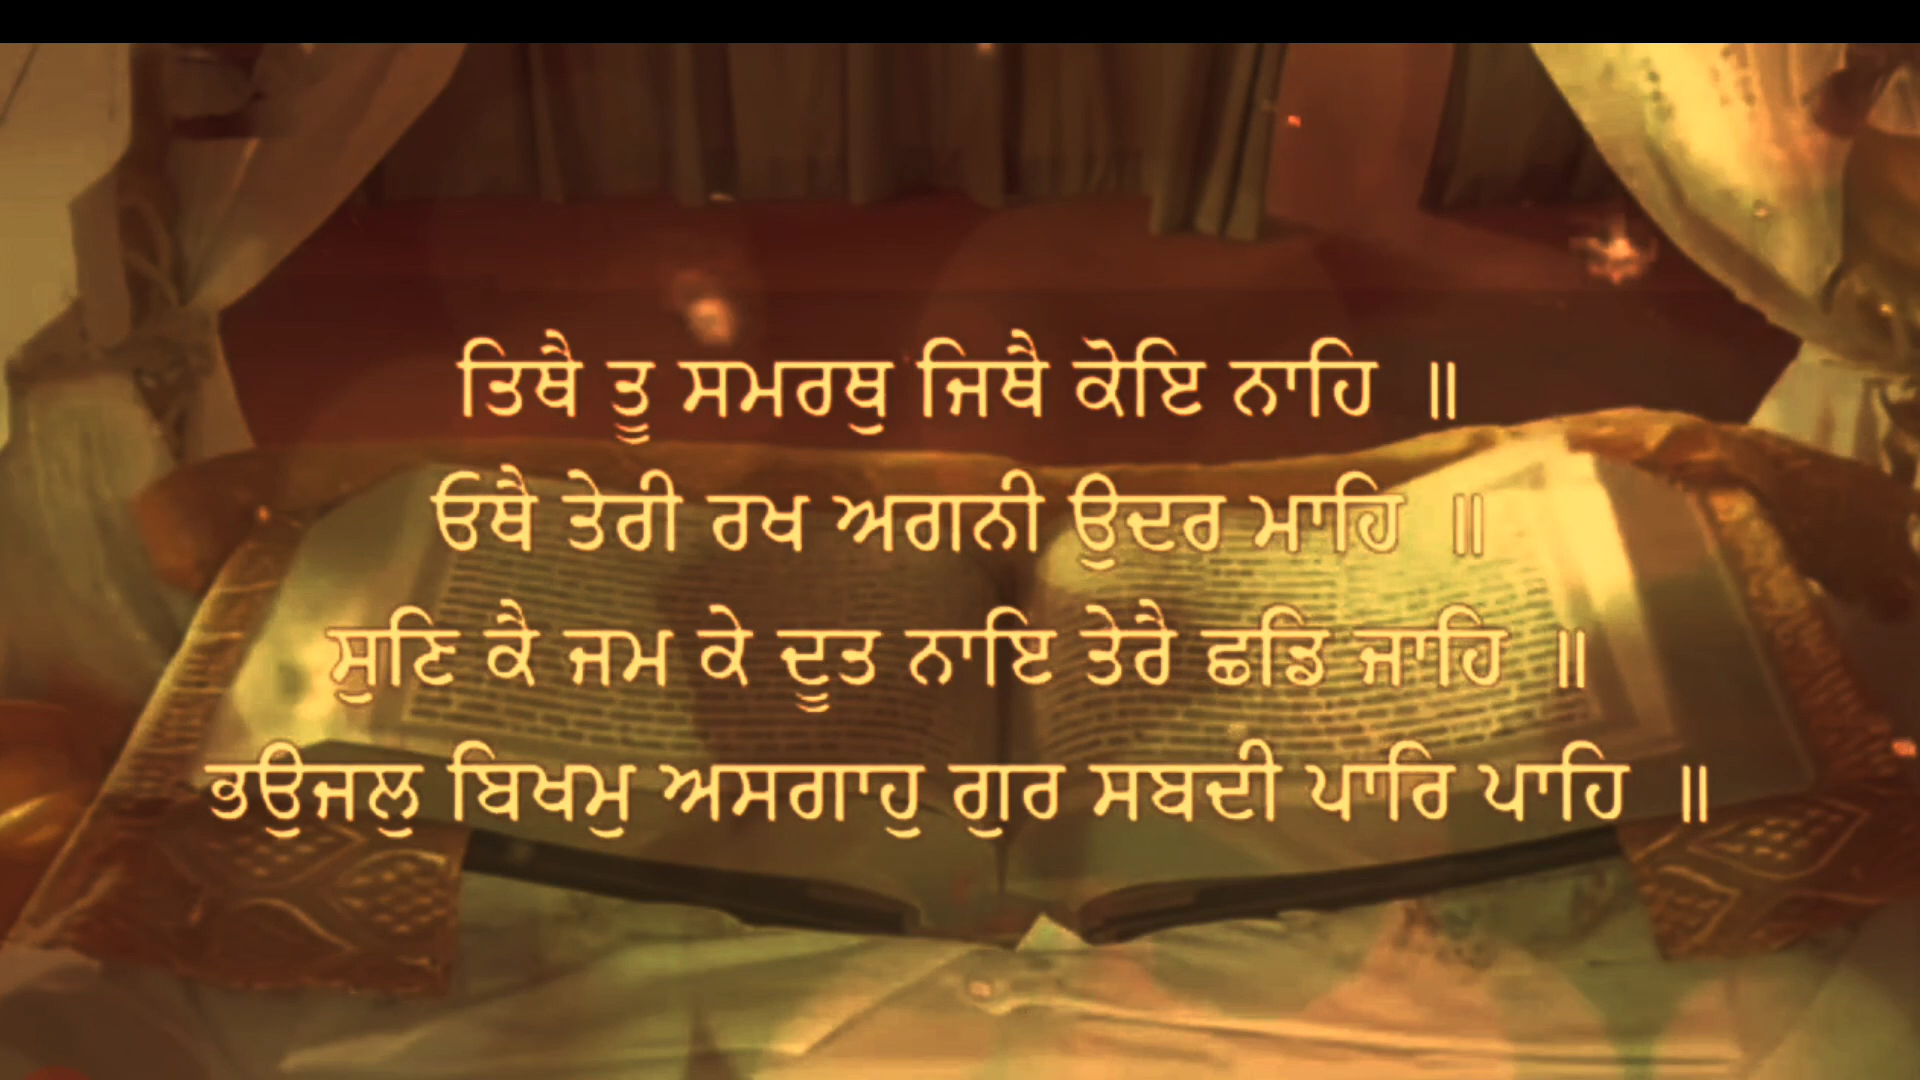 ਤਿਥੈ ਤੂ ਸਮਰਥੁ ਜਿਥੈ ਕੋਇ ਨਾਹਿ ॥
ਓਥੈ ਤੇਰੀ ਰਖ ਅਗਨੀ ਉਦਰ ਮਾਹਿ ॥
ਸੁਣਿ ਕੈ ਜਮ ਕੇ ਦੂਤ ਨਾਇ ਤੇਰੈ ਛਡਿ ਜਾਹਿ ॥
ਭਉਜਲੁ ਬਿਖਮੁ ਅਸਗਾਹੁ ਗੁਰ ਸਬਦੀ ਪਾਰਿ ਪਾਹਿ ॥